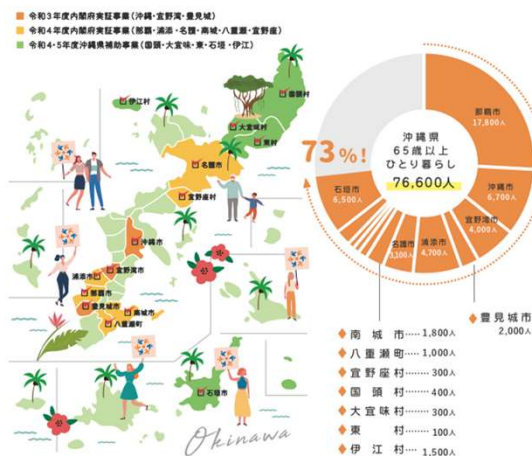 令和3年度内閣府実証事業(沖縄・宜野湾・豊見城)
令和4年度内閣府実証事業(那覇・浦添・名護・南城・八重瀬・宜野座)
令和4・5年度沖縄県補助事業(国頭・大宜味・東・石垣・伊江)
伊江村
国頭村
大宜味村
東村
名護市
宜野座村
沖縄市
宜野湾市
浦添市
那覇市
豊見城市
南城市
八重瀬町
石垣市
Okinawa
73%!
沖縄県
65歳以上
ひとり暮らし
76,600人
那覇市
17,800人
沖縄市
6,700人
宜野湾市
4,000人
浦添市
4,700人
名護市
3,100人
石垣市
6,500人
豊見城市
2,000人
南城市……1,800人
八重瀬町……1,000人
宜野座村……300人
国頭村……400人
大宜味村……300人
東村……100人
伊江村……1,500人